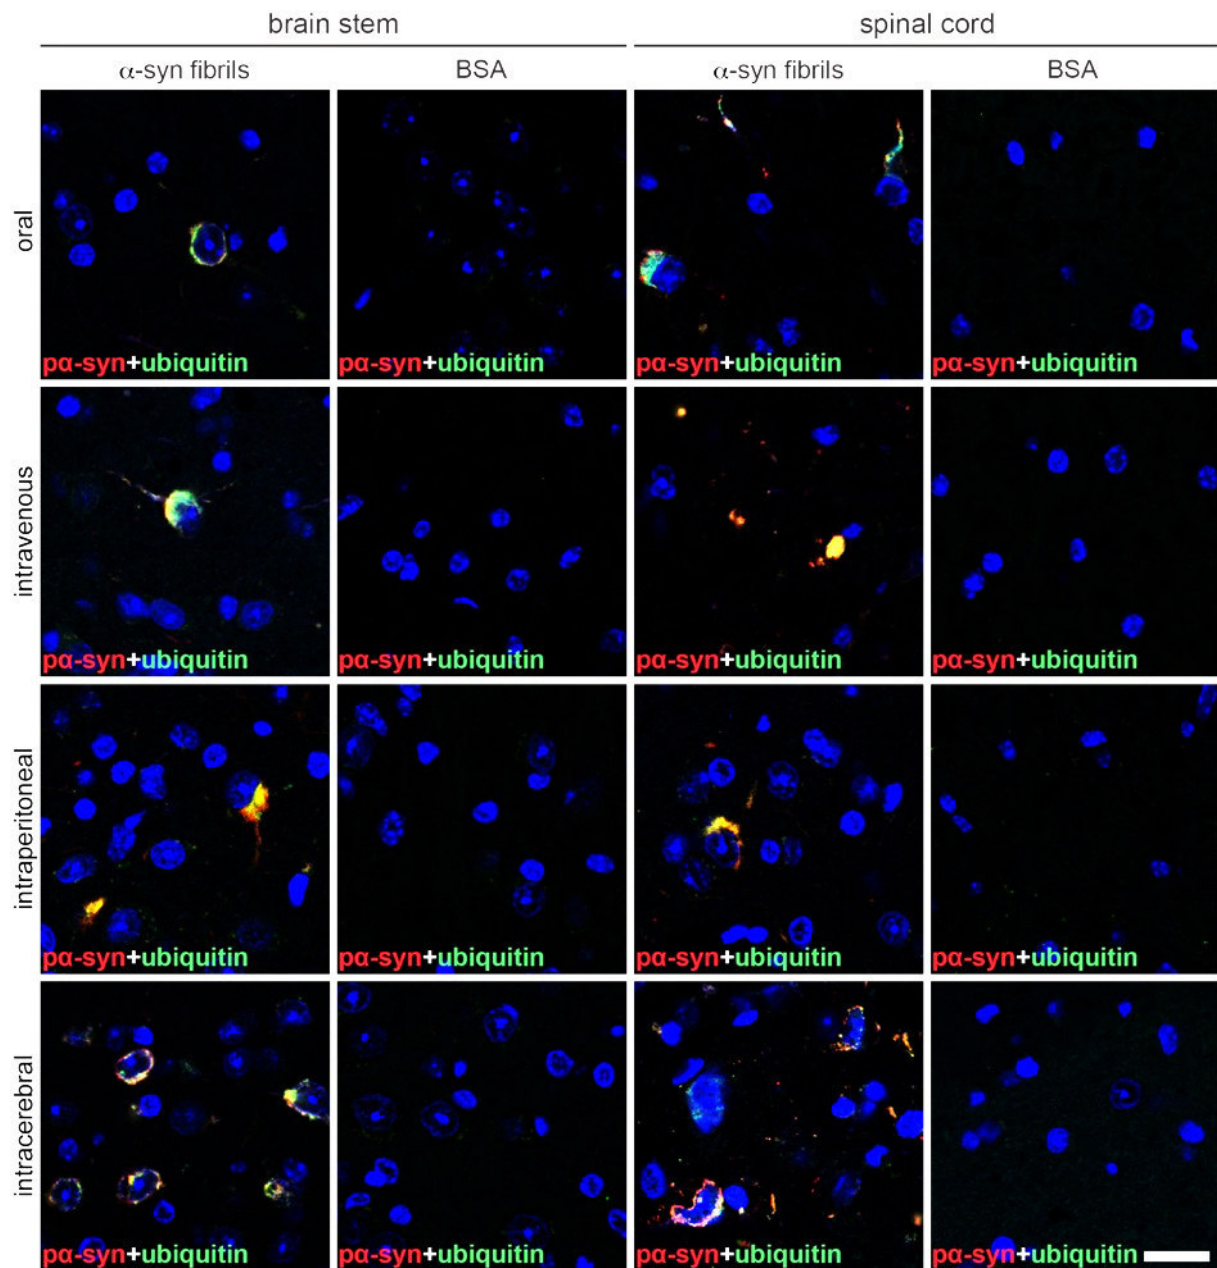 brain stem spinal cord
α-syn fibrils BSA α-syn fibrils BSA
oral
pα-syn+ubiquitin pα-syn+ubiquitin pα-syn+ubiquitin pα-syn+ubiquitin
intravenous
pα-syn+ubiquitin pα-syn+ubiquitin pα-syn+ubiquitin pα-syn+ubiquitin
intraperitoneal
pα-syn+ubiquitin pα-syn+ubiquitin pα-syn+ubiquitin pα-syn+ubiquitin
intracerebral
pα-syn+ubiquitin pα-syn+ubiquitin pα-syn+ubiquitin pα-syn+ubiquitin